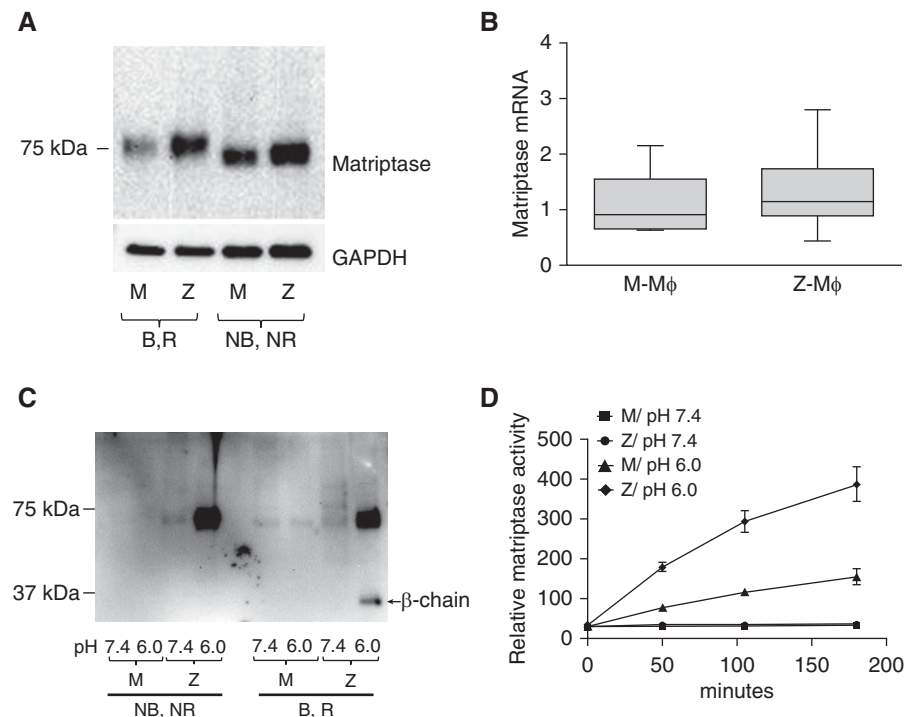 A
75 kDa –
Matriptase
GAPDH
M Z M Z
B,R NB, NR
B
Matriptase mRNA
4
3
2
1
0
M-Mϕ Z-Mϕ
C
75 kDa–
37 kDa–
←β-chain
pH 7.4 6.0 7.4 6.0 7.4 6.0 7.4 6.0
M Z M Z
NB, NR B, R
D
M/ pH 7.4
Z/ pH 7.4
M/ pH 6.0
Z/ pH 6.0
Relative matriptase activity
500
400
300
200
100
0
0 50 100 150 200
minutes